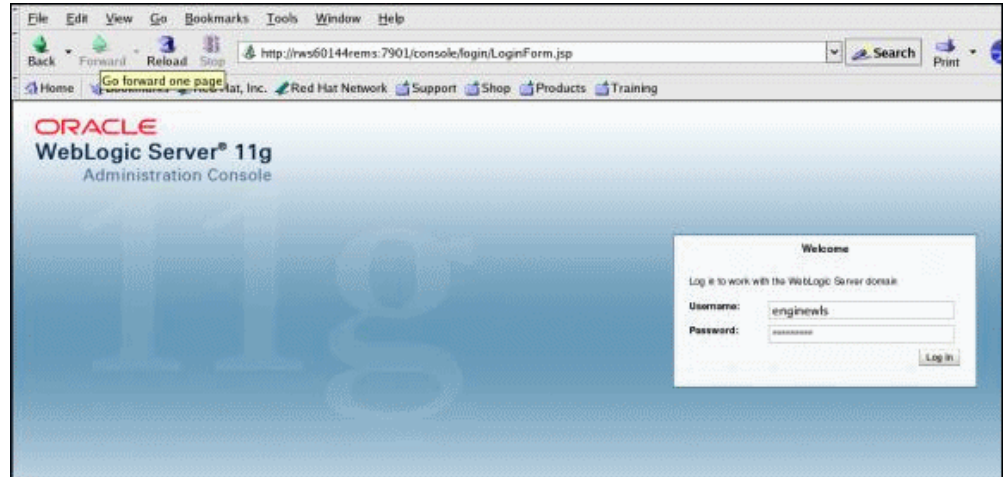 File Edit View Go Bookmarks Tools Window Help
Back Forward Reload Stop http://rws60144rems:7901/console/login/LoginForm.jsp Search Print
Go forward one page
Home Bookmarks Red Hat, Inc. Red Hat Network Support Shop Products Training
ORACLE
WebLogic Server® 11g
Administration Console
11g
Welcome
Log in to work with the WebLogic Server domain
Username: enginewls
Password:
Log In